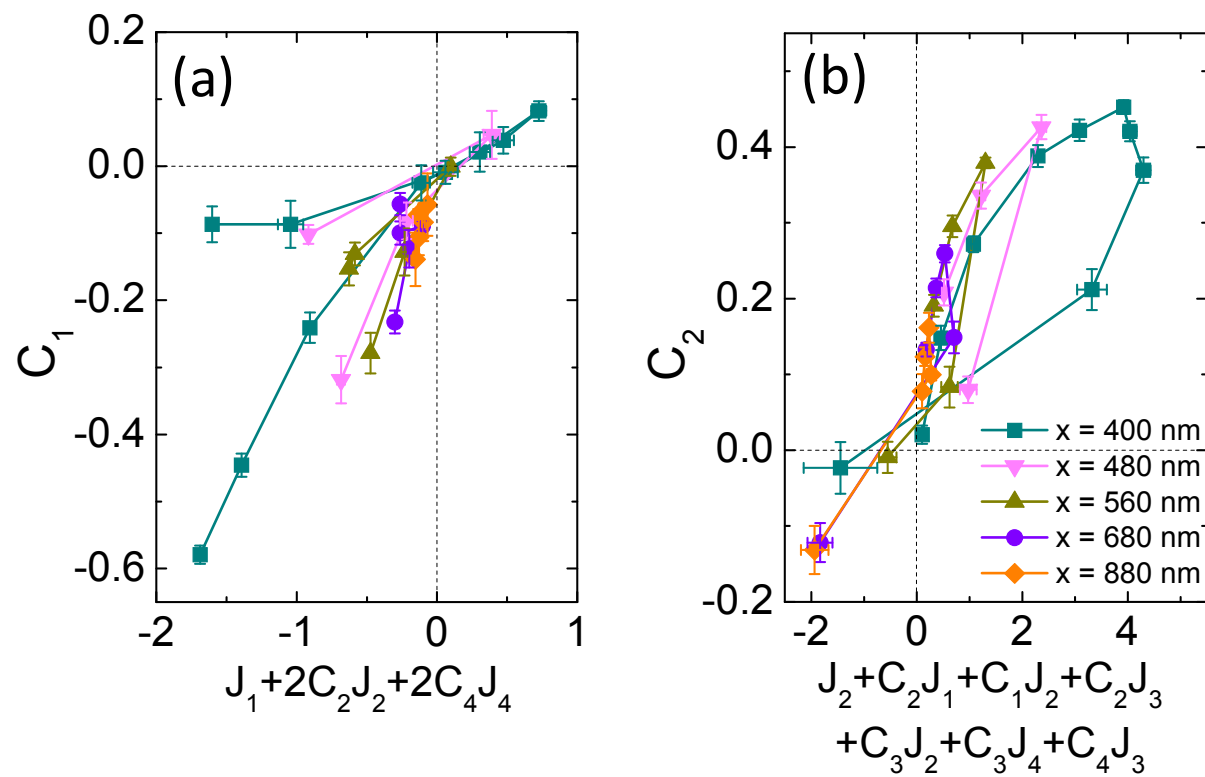 (a)
0.2
0.0
-0.2
-0.4
-0.6
C₁
-2 -1 0 1
J₁+2C₂J₂+2C₄J₄
(b)
0.4
0.2
0.0
-0.2
C₂
x = 400 nm
x = 480 nm
x = 560 nm
x = 680 nm
x = 880 nm
-2 0 2 4
J₂+C₂J₁+C₁J₂+C₂J₃
+C₃J₂+C₃J₄+C₄J₃